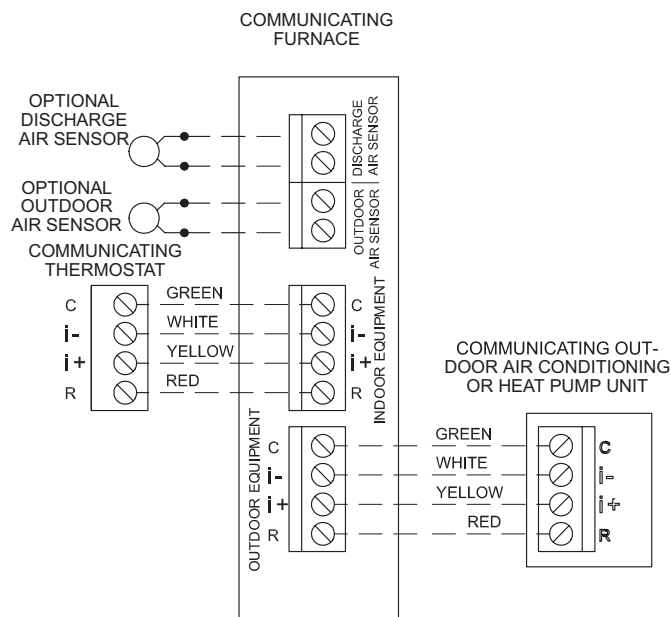 COMMUNICATING
FURNACE
OPTIONAL
DISCHARGE
AIR SENSOR
DISCHARGE
AIR SENSOR
OPTIONAL
OUTDOOR
AIR SENSOR
OUTDOOR
AIR SENSOR
COMMUNICATING
THERMOSTAT
C GREEN C
i- WHITE i-
i+ YELLOW i+
R RED R
INDOOR EQUIPMENT
COMMUNICATING OUT-
DOOR AIR CONDITIONING
OR HEAT PUMP UNIT
OUTDOOR EQUIPMENT
C GREEN C
i- WHITE i-
i+ YELLOW i+
R RED R